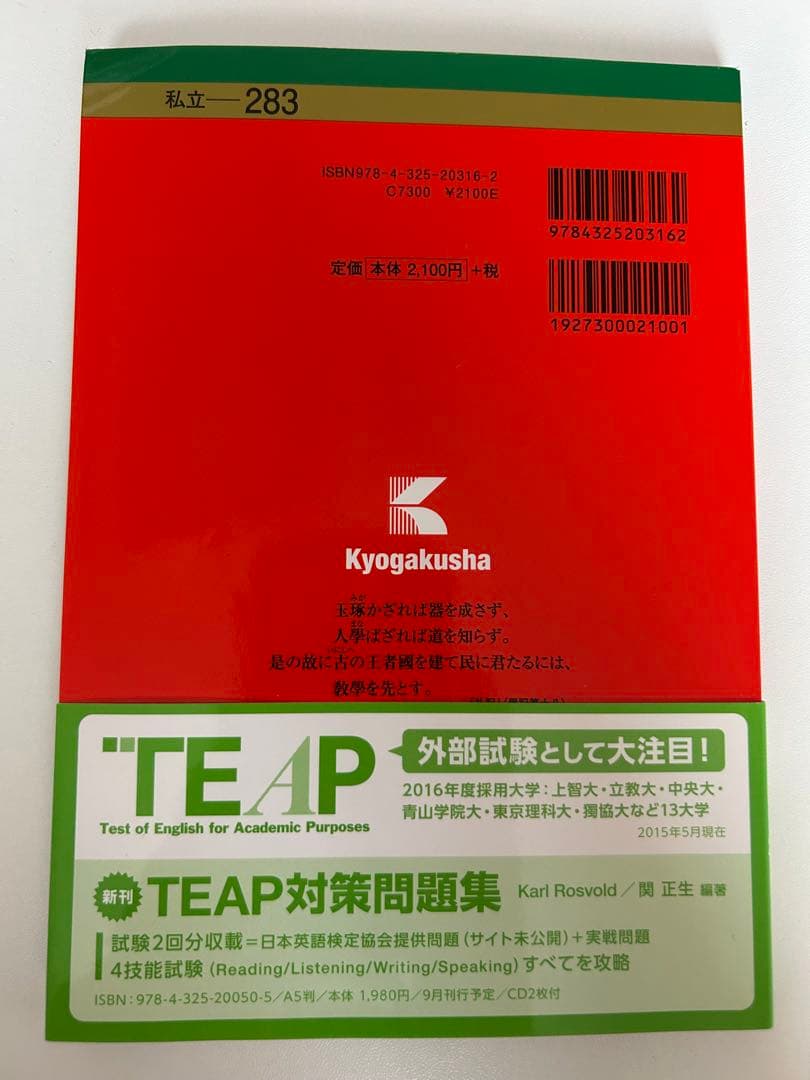 私立――283
ISBN978-4-325-20316-2
C7300 ¥2100E
9784325203162
定価 本体 2,100円 +税
1927300021001
Kyogakusha
玉琢かざれば器を成さず、
人學ばざれば道を知らず。
是の故に古の王者國を建て民に君たるには、
敎學を先とす。
TEAP
Test of English for Academic Purposes
外部試験として大注目!
2016年度採用大学:上智大・立教大・中央大・
青山学院大・東京理科大・獨協大など13大学
2015年5月現在
新刊 TEAP対策問題集 Karl Rosvold/関 正生 編著
試験2回分収載=日本英語検定協会提供問題(サイト未公開)+実戦問題
4技能試験(Reading/Listening/Writing/Speaking)すべてを攻略
ISBN:978-4-325-20050-5/A5判/本体 1,980円/9月刊行予定/CD2枚付